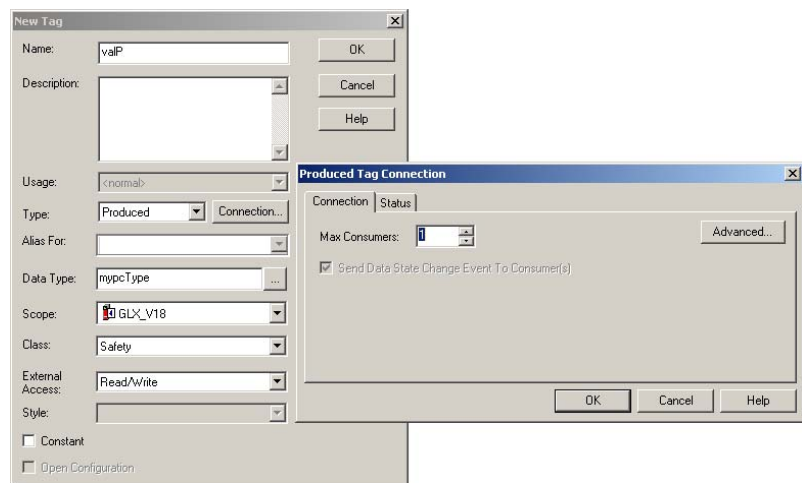 New Tag
Name: valP
OK
Description:
Cancel
Help
Usage: <normal>
Type: Produced Connection...
Alias For:
Data Type: mypcType ...
Scope: GLX_V18
Class: Safety
External Access: Read/Write
Style:
Constant
Open Configuration
Produced Tag Connection
Connection Status
Max Consumers: 1
Advanced...
Send Data State Change Event To Consumer(s)
OK Cancel Help